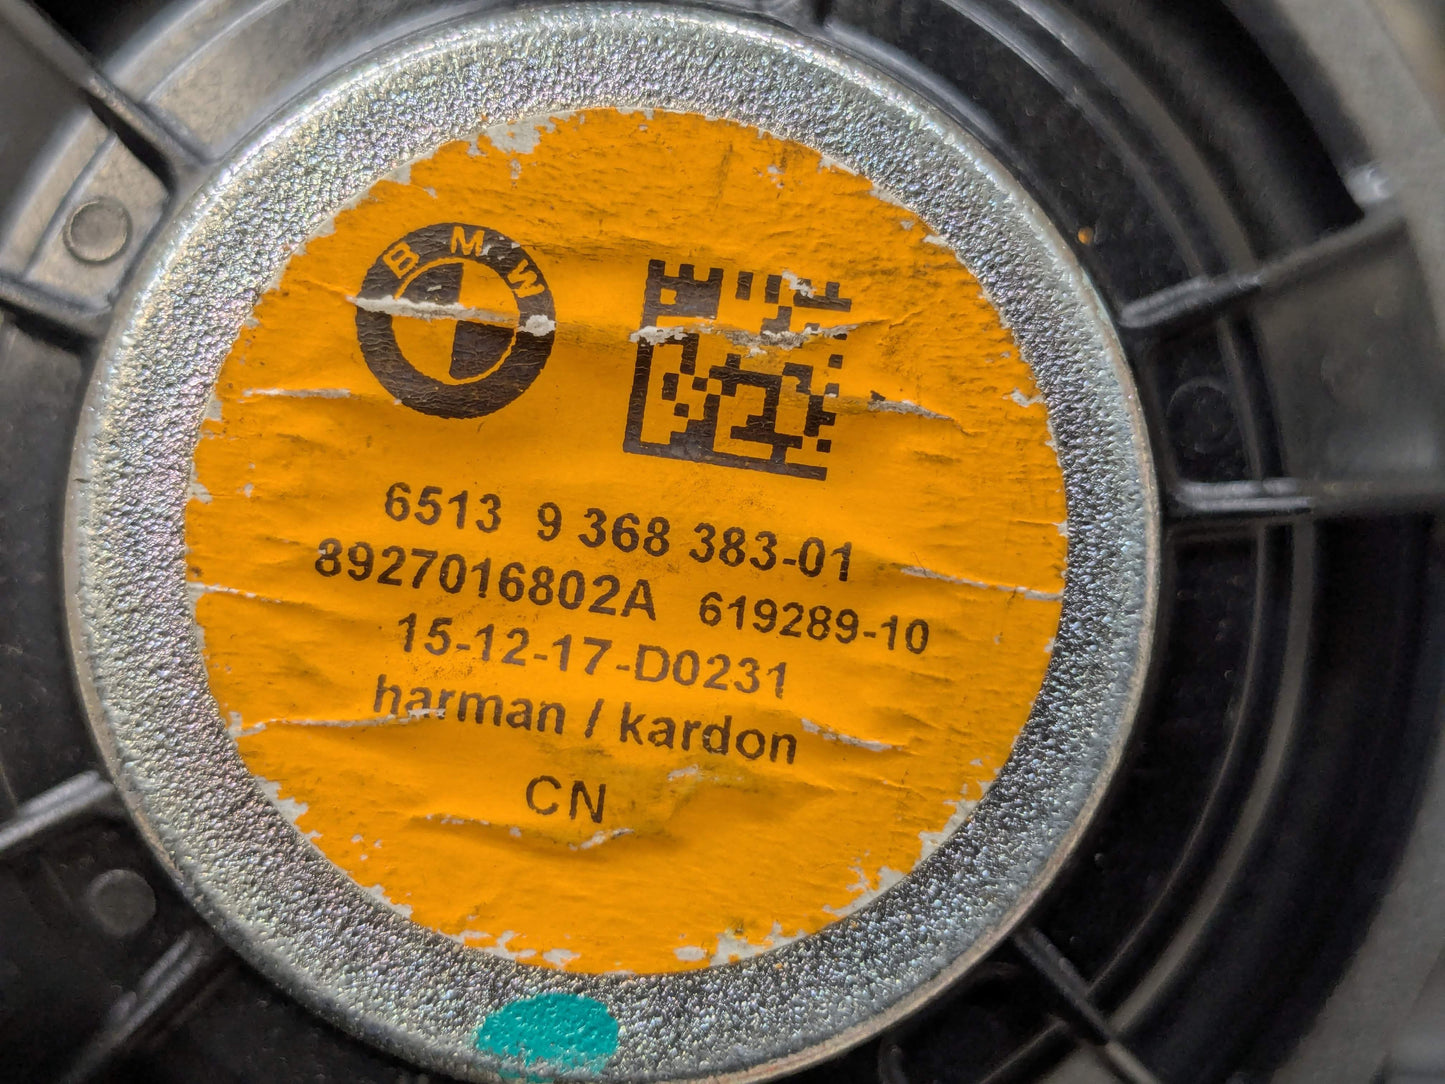 BMW
6513 9 368 383-01
8927016802A 619289-10
15-12-17-D0231
harman / kardon
CN